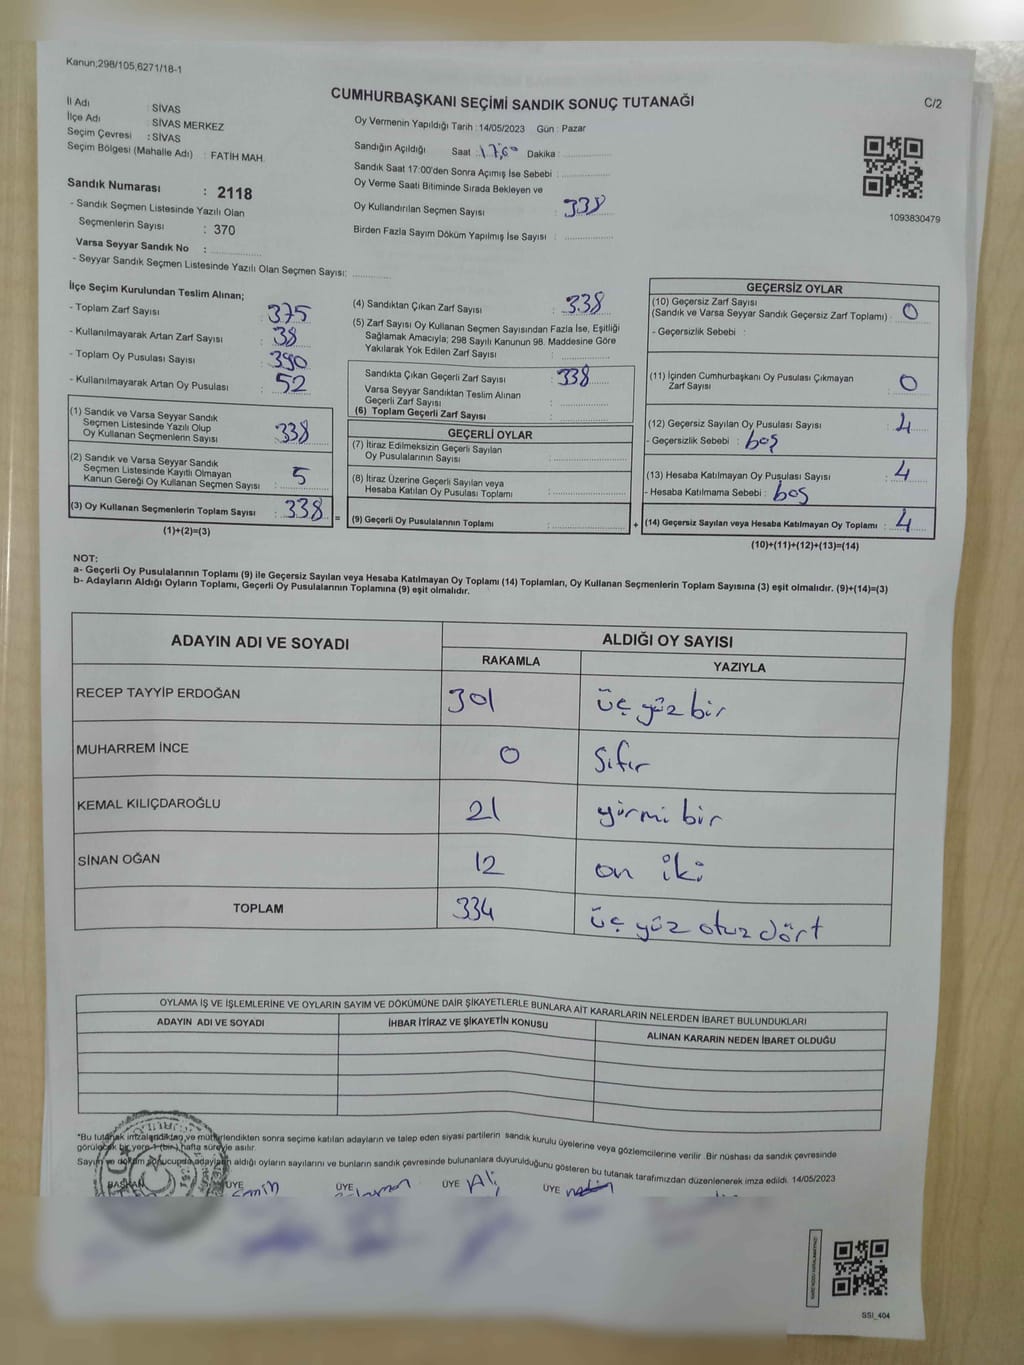 Kanun;298/105,6271/18-1
CUMHURBAŞKANI SEÇİMİ SANDIK SONUÇ TUTANAĞI
C/2
İl Adı : SİVAS
İlçe Adı : SİVAS MERKEZ
Seçim Çevresi : SİVAS
Seçim Bölgesi (Mahalle Adı) : FATİH MAH.
Sandık Numarası : 2118
- Sandık Seçmen Listesinde Yazılı Olan
Seçmenlerin Sayısı : 370
Varsa Seyyar Sandık No :
- Seyyar Sandık Seçmen Listesinde Yazılı Olan Seçmen Sayısı:
Oy Vermenin Yapıldığı Tarih : 14/05/2023 Gün : Pazar
Sandığın Açıldığı Saat : 17,00 Dakika :
Sandık Saat 17:00'den Sonra Açımış İse Sebebi :
Oy Verme Saati Bitiminde Sırada Bekleyen ve
Oy Kullandırılan Seçmen Sayısı : 338
Birden Fazla Sayım Döküm Yapılmış İse Sayısı :
1093830479
İlçe Seçim Kurulundan Teslim Alınan;
- Toplam Zarf Sayısı : 375
- Kullanılmayarak Artan Zarf Sayısı : 38
- Toplam Oy Pusulası Sayısı : 390
- Kullanılmayarak Artan Oy Pusulası : 52
(1) Sandık ve Varsa Seyyar Sandık
Seçmen Listesinde Yazılı Olup
Oy Kullanan Seçmenlerin Sayısı : 338
(2) Sandık ve Varsa Seyyar Sandık
Seçmen Listesinde Kayıtlı Olmayan
Kanun Gereği Oy Kullanan Seçmen Sayısı : 5
(3) Oy Kullanan Seçmenlerin Toplam Sayısı : 338
(1)+(2)=(3)
(4) Sandıktan Çıkan Zarf Sayısı : 338
(5) Zarf Sayısı Oy Kullanan Seçmen Sayısından Fazla İse, Eşitliği
Sağlamak Amacıyla; 298 Sayılı Kanunun 98. Maddesine Göre
Yakılarak Yok Edilen Zarf Sayısı :
Sandıkta Çıkan Geçerli Zarf Sayısı : 338
Varsa Seyyar Sandıktan Teslim Alınan
Geçerli Zarf Sayısı :
(6) Toplam Geçerli Zarf Sayısı :
GEÇERLİ OYLAR
(7) İtiraz Edilmeksizin Geçerli Sayılan
Oy Pusulalarının Sayısı :
(8) İtiraz Üzerine Geçerli Sayılan veya
Hesaba Katılan Oy Pusulası Toplamı :
= (9) Geçerli Oy Pusulalarının Toplamı : +
GEÇERSİZ OYLAR
(10) Geçersiz Zarf Sayısı
(Sandık ve Varsa Seyyar Sandık Geçersiz Zarf Toplamı) : 0
- Geçersizlik Sebebi :
(11) İçinden Cumhurbaşkanı Oy Pusulası Çıkmayan
Zarf Sayısı : 0
(12) Geçersiz Sayılan Oy Pusulası Sayısı : 4
- Geçersizlik Sebebi : boş
(13) Hesaba Katılmayan Oy Pusulası Sayısı : 4
- Hesaba Katılmama Sebebi : boş
(14) Geçersiz Sayılan veya Hesaba Katılmayan Oy Toplamı : 4
(10)+(11)+(12)+(13)=(14)
NOT:
a- Geçerli Oy Pusulalarının Toplamı (9) ile Geçersiz Sayılan veya Hesaba Katılmayan Oy Toplamı (14) Toplamları, Oy Kullanan Seçmenlerin Toplam Sayısına (3) eşit olmalıdır. (9)+(14)=(3)
b- Adayların Aldığı Oyların Toplamı, Geçerli Oy Pusulalarının Toplamına (9) eşit olmalıdır.
ADAYIN ADI VE SOYADI ALDIĞI OY SAYISI
RAKAMLA YAZIYLA
RECEP TAYYİP ERDOĞAN 301 üç yüz bir
MUHARREM İNCE 0 Sıfır
KEMAL KILIÇDAROĞLU 21 yirmi bir
SİNAN OĞAN 12 on iki
TOPLAM 334 üç yüz otuz dört
OYLAMA İŞ VE İŞLEMLERİNE VE OYLARIN SAYIM VE DÖKÜMÜNE DAİR ŞİKAYETLERLE BUNLARA AİT KARARLARIN NELERDEN İBARET BULUNDUKLARI
ADAYIN ADI VE SOYADI İHBAR İTİRAZ VE ŞİKAYETİN KONUSU ALINAN KARARIN NEDEN İBARET OLDUĞU
*Bu tutanak imzalandıktan ve mühürlendikten sonra seçime katılan adayların ve talep eden siyasi partilerin sandık kurulu üyelerine veya gözlemcilerine verilir. Bir nüshası da sandık çevresinde
görülecek bir yere 1 (bir) hafta süreyle asılır.
Sayım ve döküm sonucunda adayların aldığı oyların sayılarını ve bunların sandık çevresinde bulunanlara duyurulduğunu gösteren bu tutanak tarafımızdan düzenlenerek imza edildi. 14/05/2023
BAŞKAN ÜYE Emin ÜYE ÜYE Ali ÜYE
SSI_404